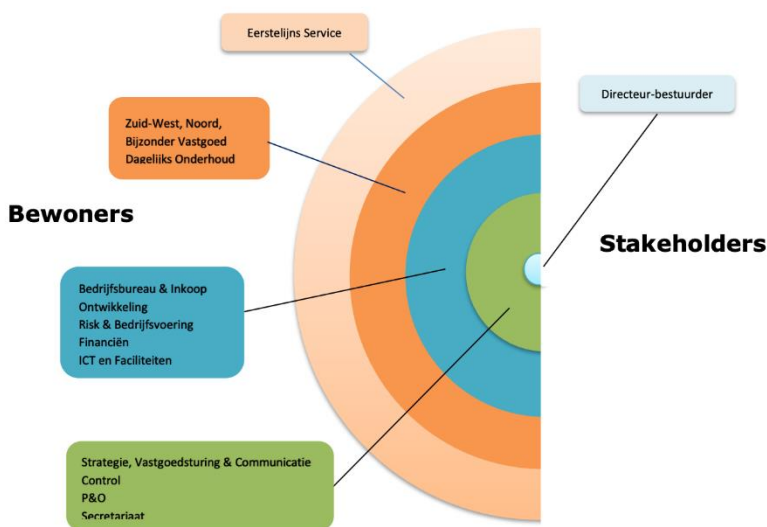 Eerstelijns Service
Directeur-bestuurder
Zuid-West, Noord,
Bijzonder Vastgoed
Dagelijks Onderhoud
Bewoners
Stakeholders
Bedrijfsbureau & Inkoop
Ontwikkeling
Risk & Bedrijfsvoering
Financiën
ICT en Faciliteiten
Strategie, Vastgoedsturing & Communicatie
Control
P&O
Secretariaat